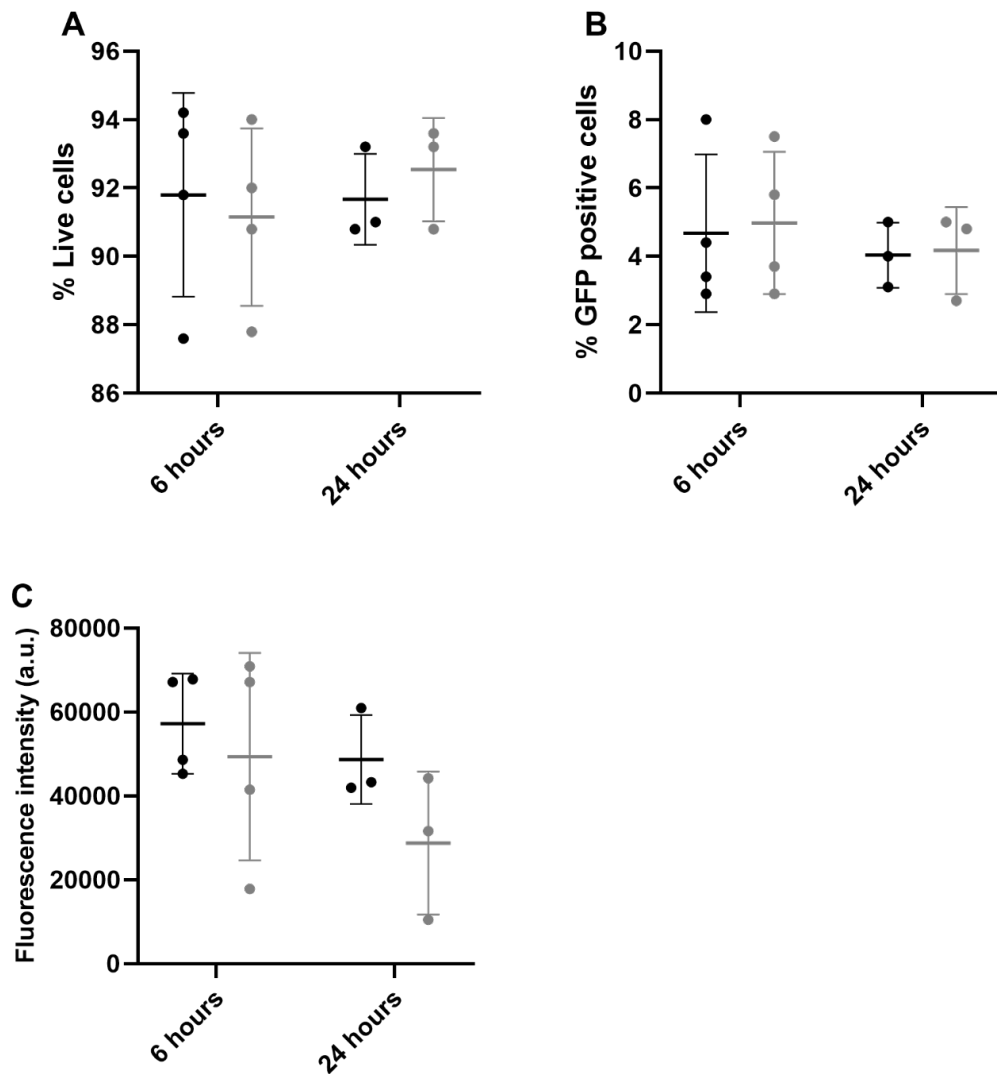 A
% Live cells
96
94
92
90
88
86
6 hours
24 hours
B
% GFP positive cells
10
8
6
4
2
0
6 hours
24 hours
C
Fluorescence intensity (a.u.)
80000
60000
40000
20000
0
6 hours
24 hours